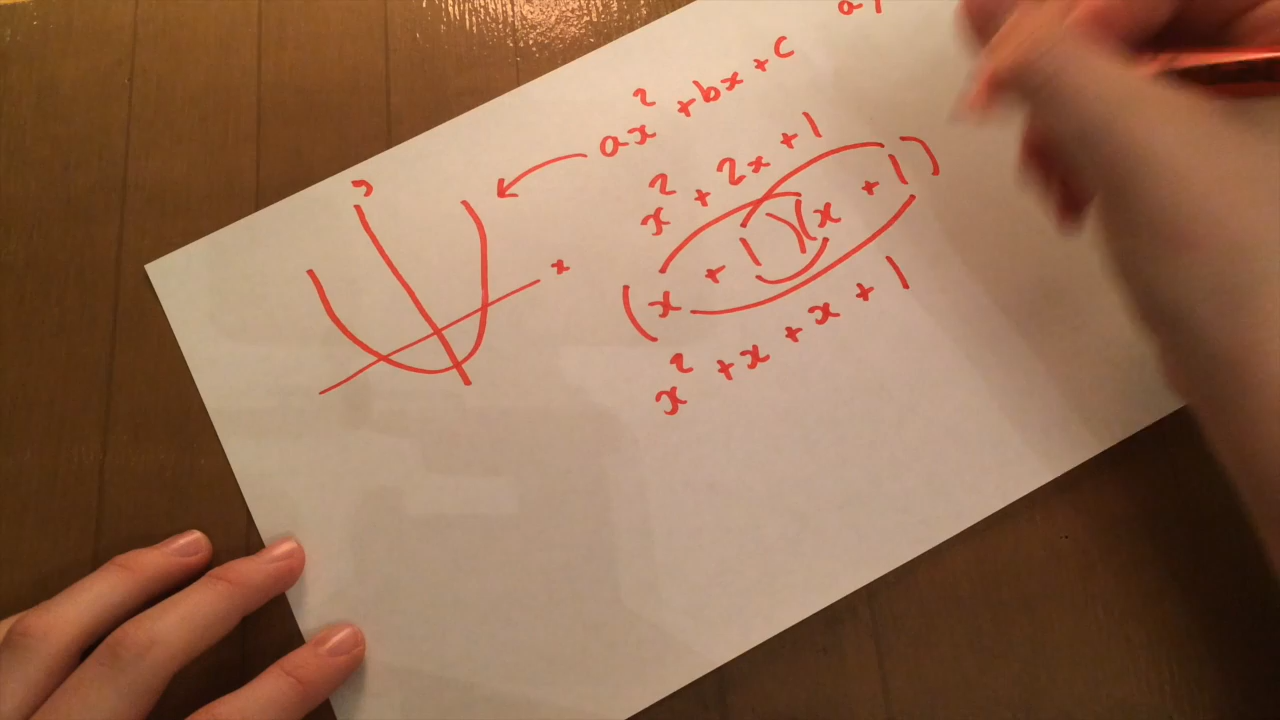 ax² + bx + c
x² + 2x + 1
(x + 1)(x + 1)
x² + x + x + 1
y
x